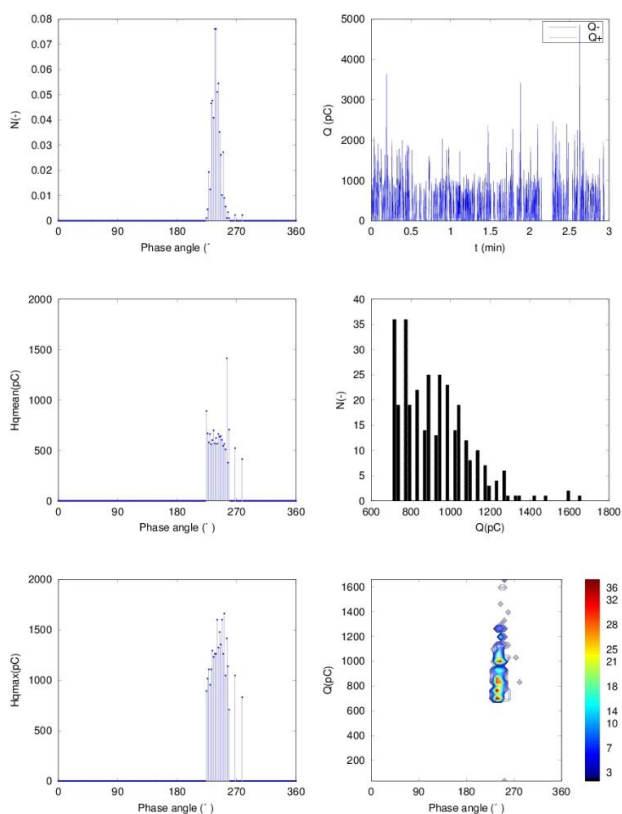 0.08
0.07
0.06
0.05
0.04
0.03
0.02
0.01
0
N(-)
0 90 180 270 360
Phase angle (´
5000
4000
3000
2000
1000
0
Q (pC)
Q-
Q+
0 0.5 1 1.5 2 2.5 3
t (min)
2000
1500
1000
500
0
Hqmean(pC)
0 90 180 270 360
Phase angle (´ )
40
35
30
25
20
15
10
5
0
N(-)
600 800 1000 1200 1400 1600 1800
Q(pC)
2000
1500
1000
500
0
Hqmax(pC)
0 90 180 270 360
Phase angle (´ )
1600
1400
1200
1000
800
600
400
200
Q(pC)
0 90 180 270 360
Phase angle (´ )
36
32
28
25
21
18
14
10
7
3